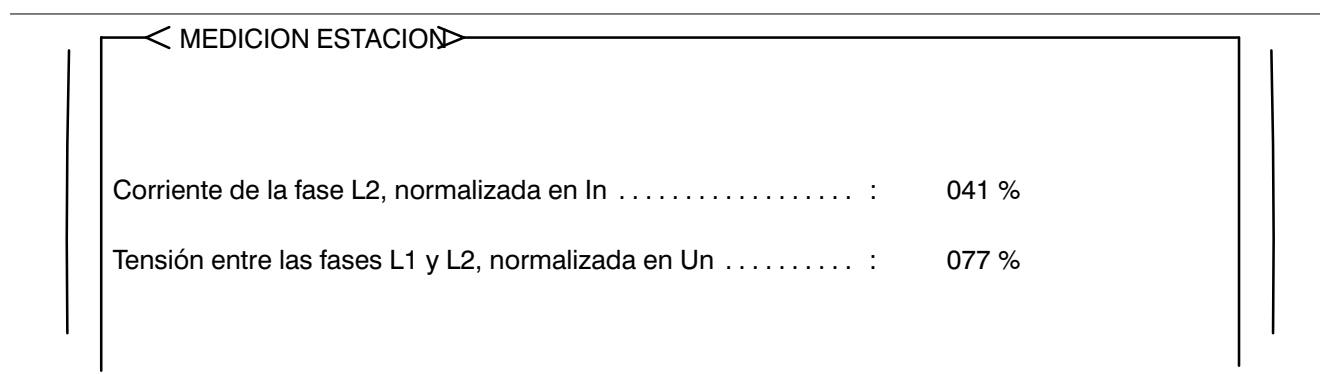 MEDICION ESTACION
Corriente de la fase L2, normalizada en In . . . . . . . . . . . . . . . . . . : 041 %
Tensión entre las fases L1 y L2, normalizada en Un . . . . . . . . . . : 077 %